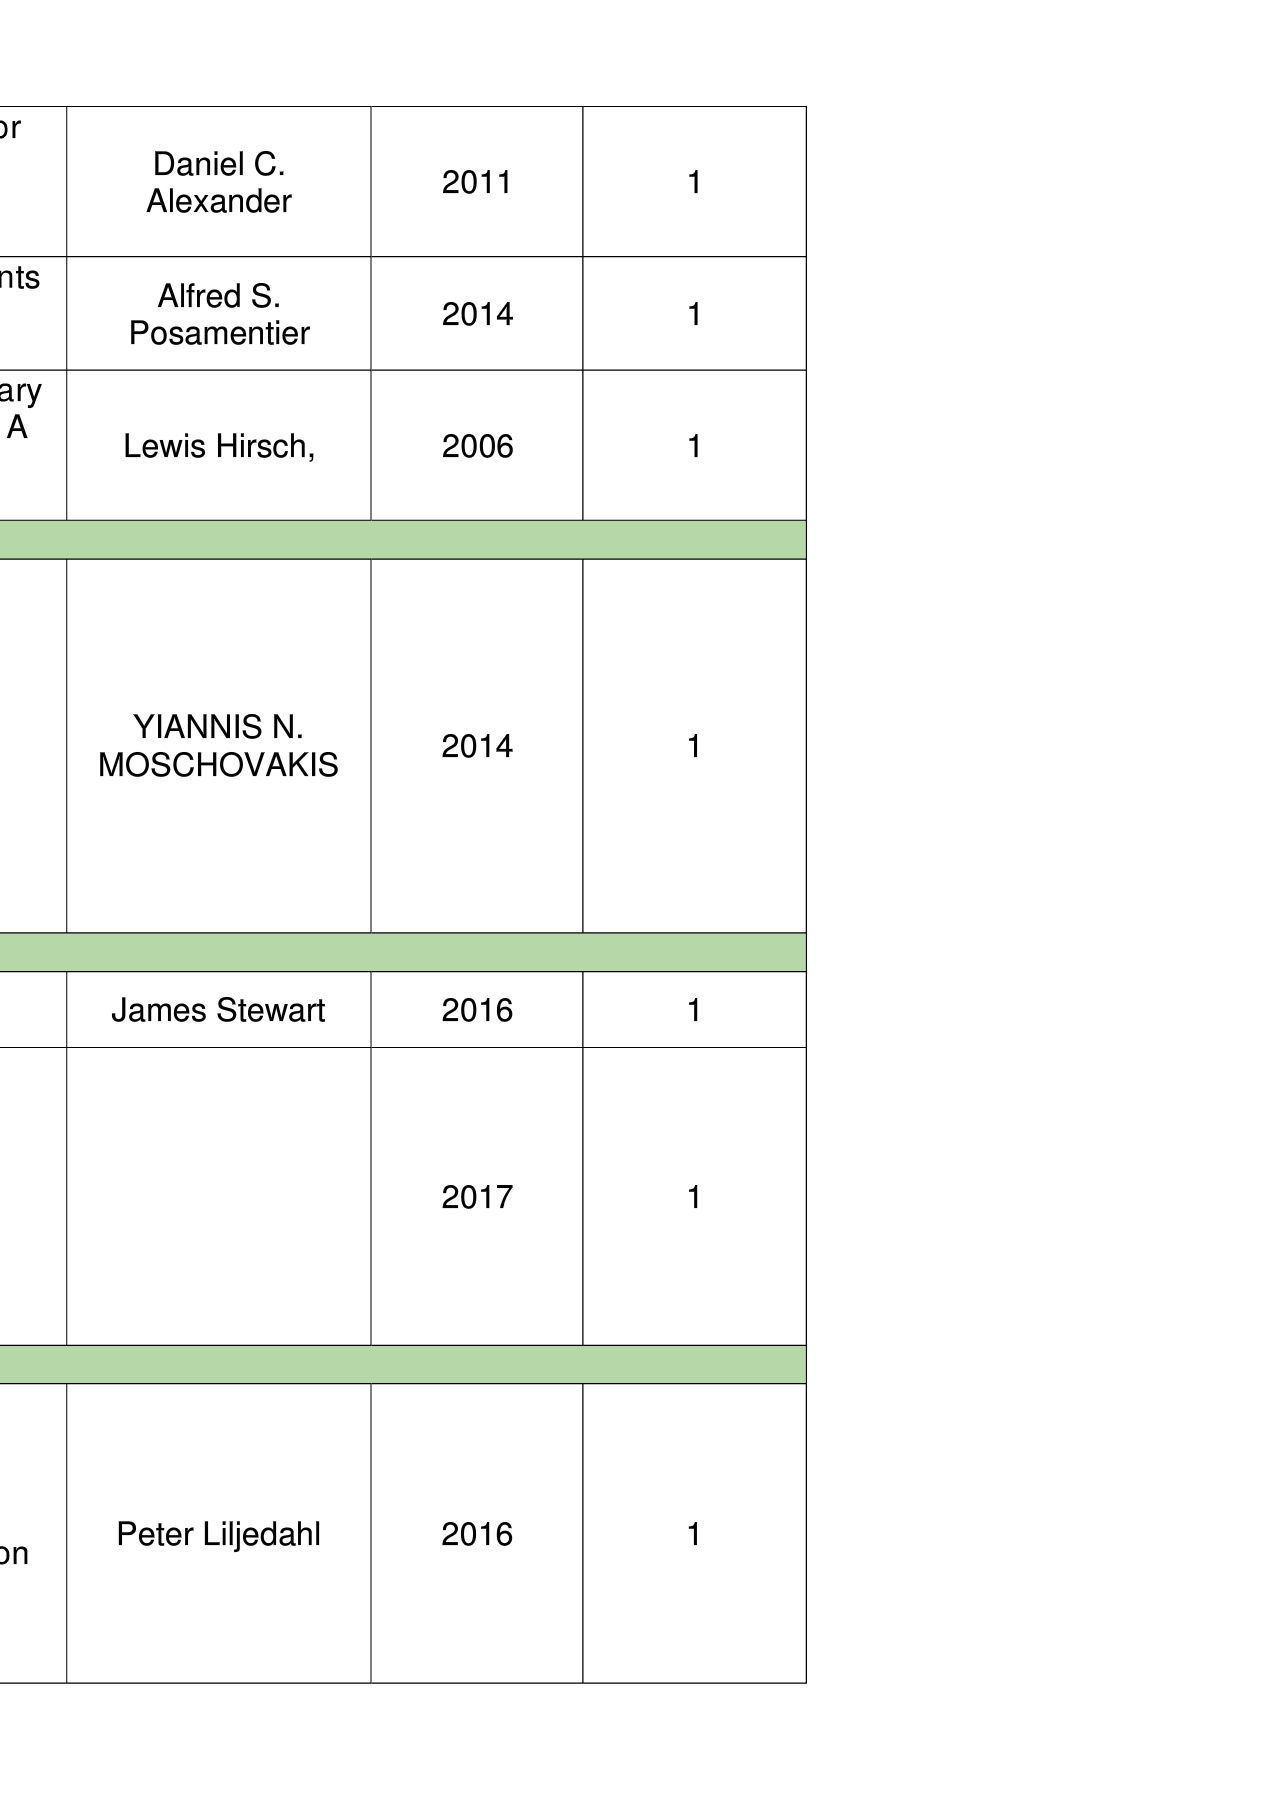 or
Daniel C.
Alexander
2011
1
nts
Alfred S.
Posamentier
2014
1
ary
A
Lewis Hirsch,
2006
1
YIANNIS N.
MOSCHOVAKIS
2014
1
James Stewart
2016
1
2017
1
on
Peter Liljedahl
2016
1